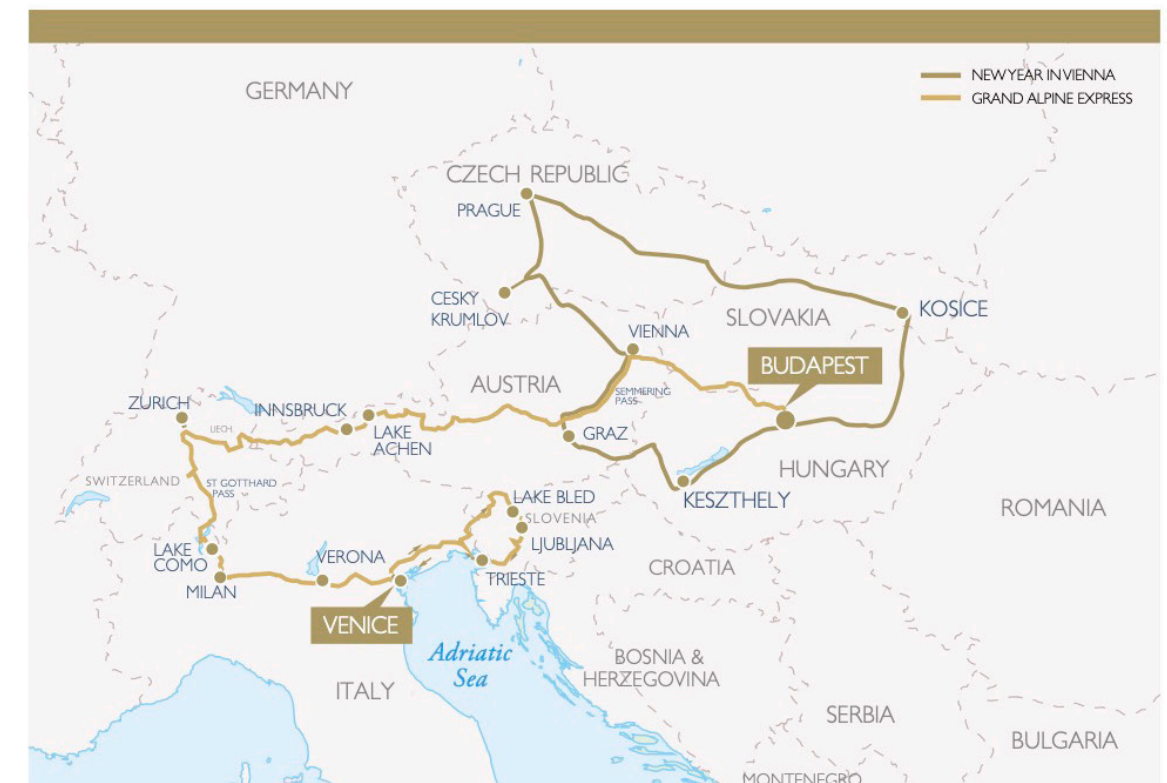 NEW YEAR IN VIENNA
GRAND ALPINE EXPRESS
GERMANY
CZECH REPUBLIC
PRAGUE
CESKY
KRUMLOV
KOSICE
SLOVAKIA
VIENNA
BUDAPEST
AUSTRIA
SEMMERING
PASS
ZURICH
INNSBRUCK
LIECH.
LAKE
ACHEN
GRAZ
HUNGARY
SWITZERLAND
ST GOTTHARD
PASS
KESZTHELY
LAKE BLED
SLOVENIA
ROMANIA
LJUBLJANA
LAKE
COMO
VERONA
CROATIA
TRIESTE
MILAN
VENICE
Adriatic
Sea
BOSNIA &
HERZEGOVINA
ITALY
SERBIA
BULGARIA
MONTENEGRO